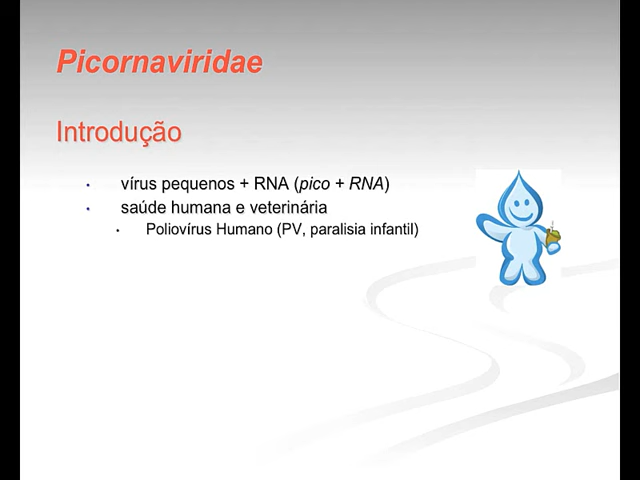 Picornaviridae
Introdução
• vírus pequenos + RNA (pico + RNA)
• saúde humana e veterinária
• Poliovírus Humano (PV, paralisia infantil)